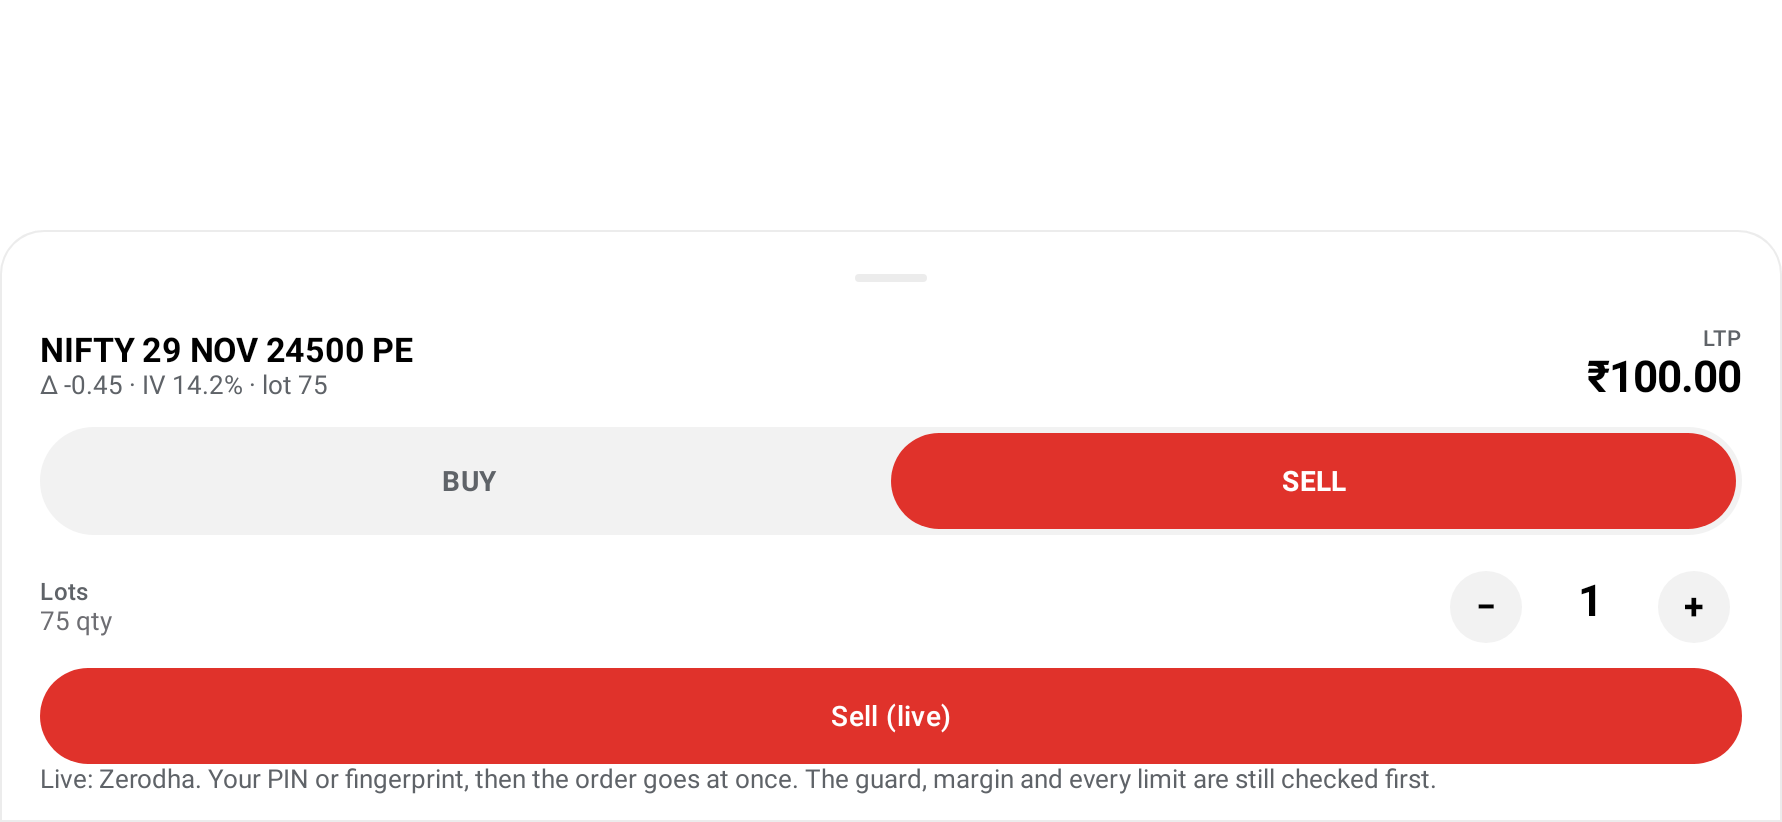 NIFTY 29 NOV 24500 PE
Δ -0.45 · IV 14.2% · lot 75
LTP
₹100.00
BUY
SELL
Lots
75 qty
−
1
+
Sell (live)
Live: Zerodha. Your PIN or fingerprint, then the order goes at once. The guard, margin and every limit are still checked first.